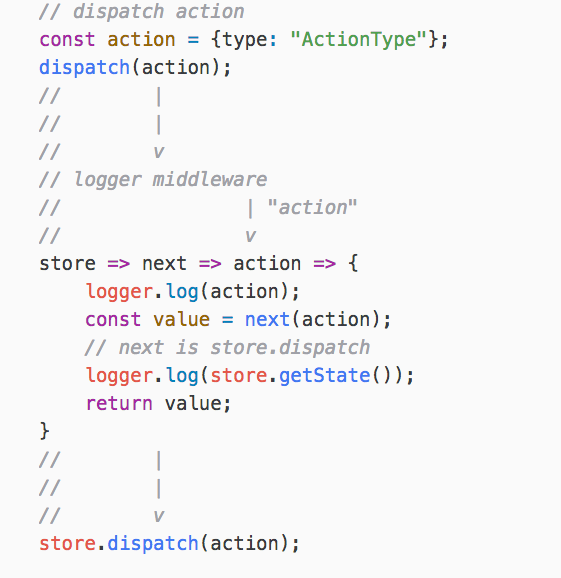 // dispatch action
const action = {type: "ActionType"};
dispatch(action);
//        |
//        |
//        v
// logger middleware
//                | "action"
//                v
store => next => action => {
    logger.log(action);
    const value = next(action);
    // next is store.dispatch
    logger.log(store.getState());
    return value;
}
//        |
//        |
//        v
store.dispatch(action);